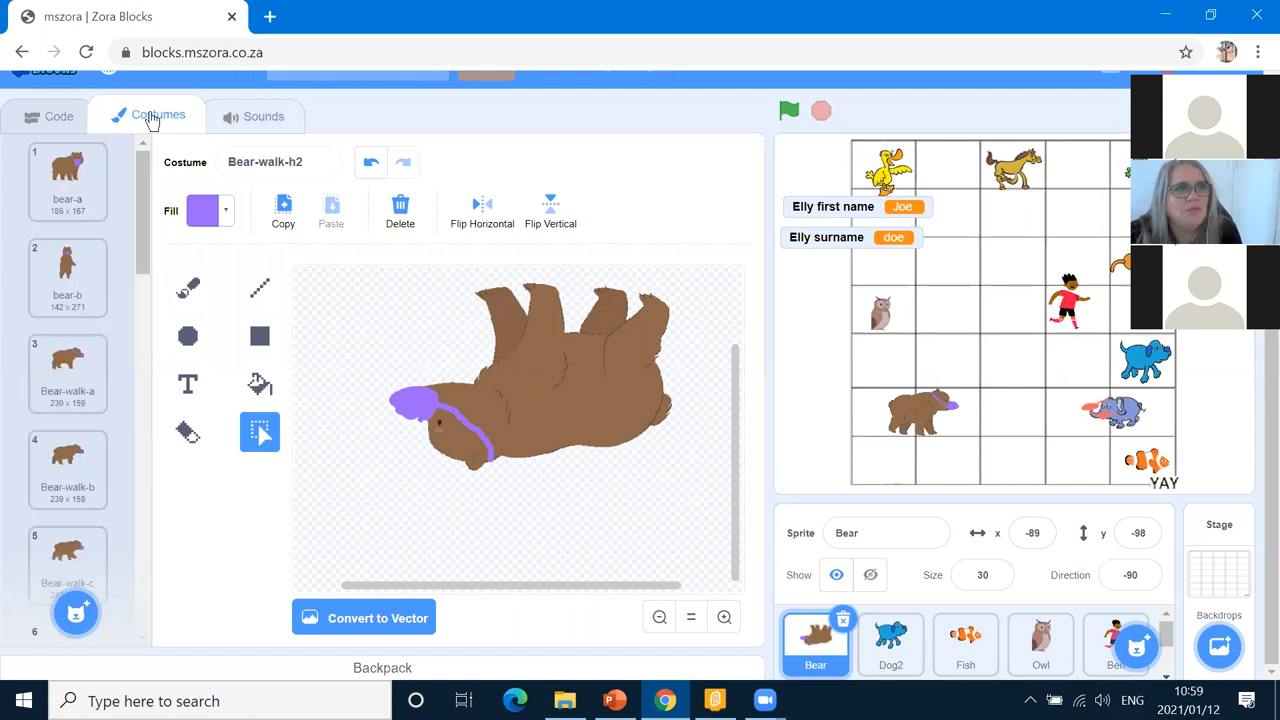 mszora | Zora Blocks
blocks.mszora.co.za
Code
Costumes
Sounds
1
bear-a
186 x 167
2
bear-b
142 x 271
3
Bear-walk-a
239 x 159
4
Bear-walk-b
239 x 158
5
Bear-walk-c
6
Costume
Bear-walk-h2
Fill
Copy
Paste
Delete
Flip Horizontal
Flip Vertical
T
Convert to Vector
Backpack
Elly first name Joe
Elly surname doe
YAY
Sprite
Bear
x
-89
y
-98
Show
Size
30
Direction
-90
Bear
Dog2
Fish
Owl
Stage
Backdrops
Type here to search
ENG
10:59
2021/01/12